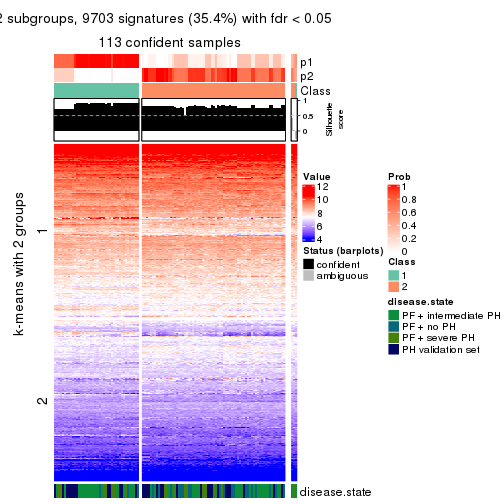 2 subgroups, 9703 signatures (35.4%) with fdr < 0.05
113 confident samples
p1
p2
Class
1
0.5
0
Silhouette
score
k-means with 2 groups
1
2
Value
12
10
8
6
4
Status (barplots)
confident
ambiguous
Prob
1
0.8
0.6
0.4
0.2
0
Class
1
2
disease.state
PF + intermediate PH
PF + no PH
PF + severe PH
PH validation set
disease.state